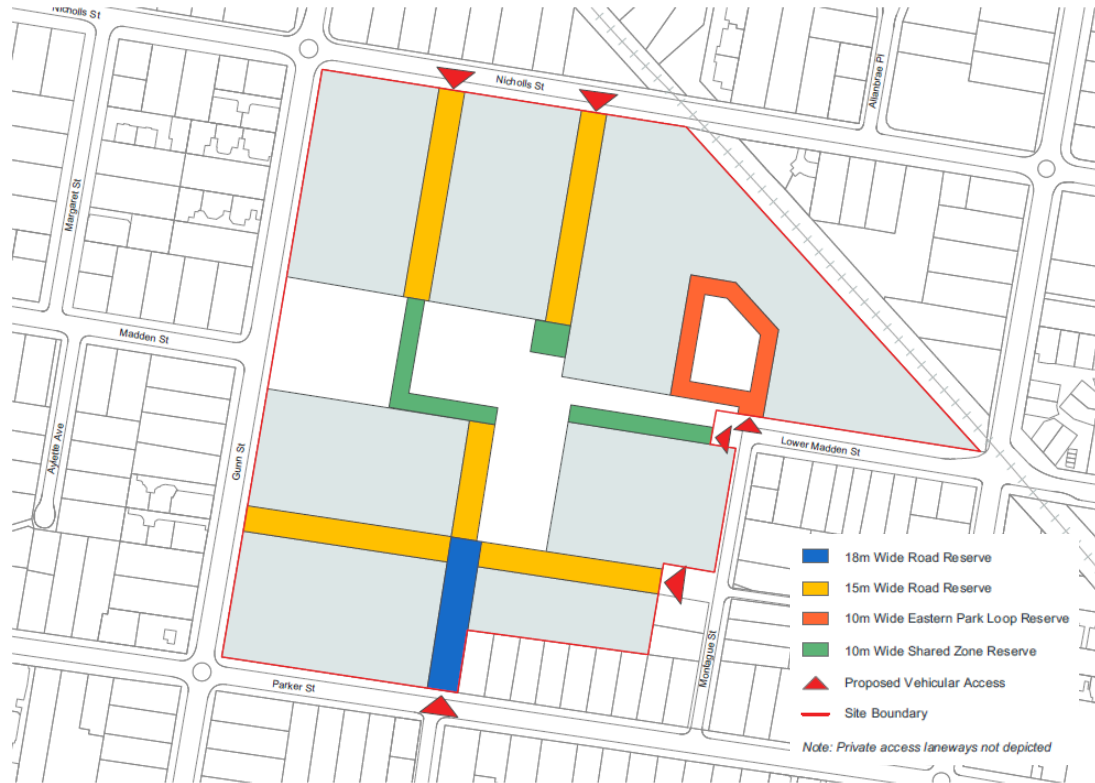 Nicholls St
Nicholls St
Allanbrae Pl
Margaret St
Madden St
Aylette Ave
Gunn St
Lower Madden St
Montague St
Parker St
18m Wide Road Reserve
15m Wide Road Reserve
10m Wide Eastern Park Loop Reserve
10m Wide Shared Zone Reserve
Proposed Vehicular Access
Site Boundary
Note: Private access laneways not depicted